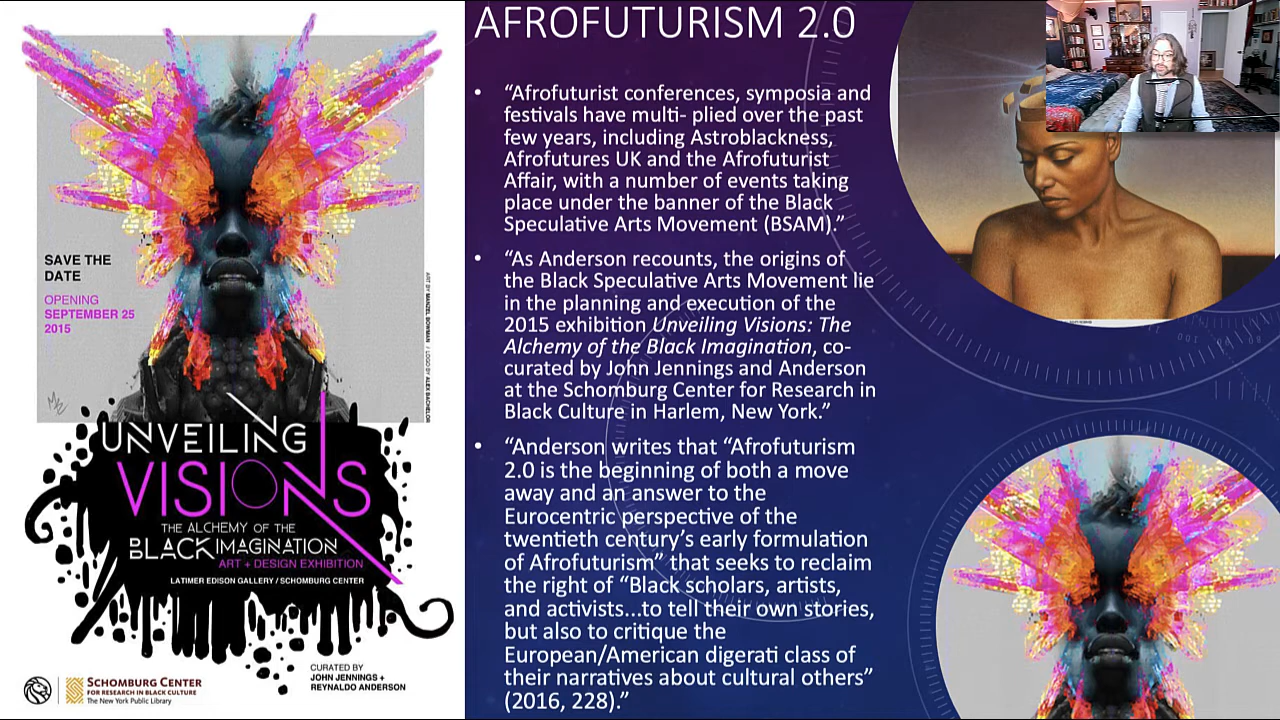 SAVE THE
DATE
OPENING
SEPTEMBER 25
2015
ART BY MANZEL BOWMAN / LOGO BY ALEX BACHELOR
UNVEILING
VISIONS
THE ALCHEMY OF THE
BLACK IMAGINATION
ART + DESIGN EXHIBITION
LATIMER EDISON GALLERY / SCHOMBURG CENTER
CURATED BY
JOHN JENNINGS +
REYNALDO ANDERSON
SCHOMBURG CENTER
FOR RESEARCH IN BLACK CULTURE
The New York Public Library
AFROFUTURISM 2.0
• “Afrofuturist conferences, symposia and
festivals have multi- plied over the past
few years, including Astroblackness,
Afrofutures UK and the Afrofuturist
Affair, with a number of events taking
place under the banner of the Black
Speculative Arts Movement (BSAM).”
• “As Anderson recounts, the origins of
the Black Speculative Arts Movement lie
in the planning and execution of the
2015 exhibition Unveiling Visions: The
Alchemy of the Black Imagination, co-
curated by John Jennings and Anderson
at the Schomburg Center for Research in
Black Culture in Harlem, New York.”
• “Anderson writes that “Afrofuturism
2.0 is the beginning of both a move
away and an answer to the
Eurocentric perspective of the
twentieth century’s early formulation
of Afrofuturism” that seeks to reclaim
the right of “Black scholars, artists,
and activists...to tell their own stories,
but also to critique the
European/American digerati class of
their narratives about cultural others”
(2016, 228).”